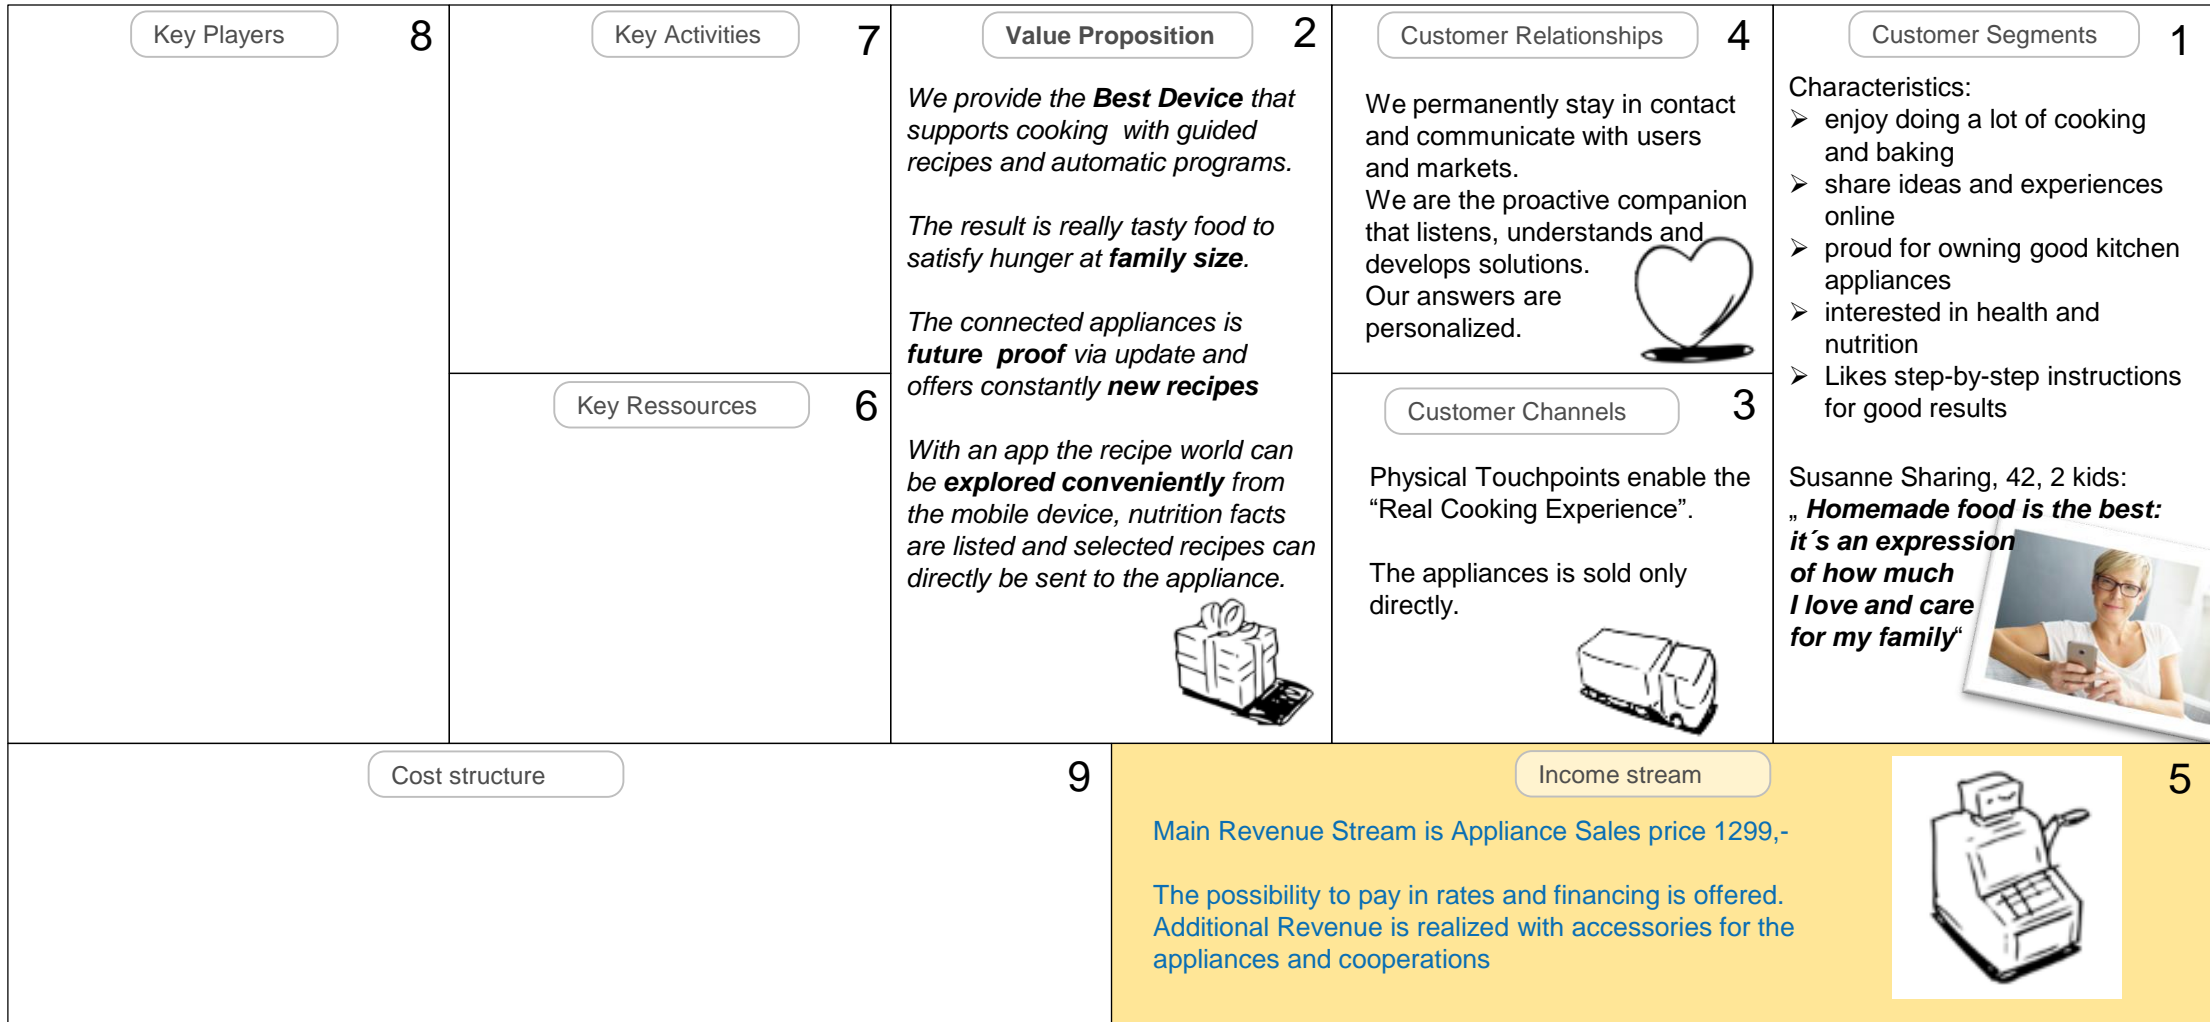 Key Players
8
Key Activities
7
Value Proposition
2
We provide the Best Device that
supports cooking  with guided
recipes and automatic programs.
The result is really tasty food to
satisfy hunger at family size.
The connected appliances is
future  proof via update and
offers constantly new recipes
With an app the recipe world can
be explored conveniently from
the mobile device, nutrition facts
are listed and selected recipes can
directly be sent to the appliance.
Customer Relationships
4
We permanently stay in contact
and communicate with users
and markets.
We are the proactive companion
that listens, understands and
develops solutions.
Our answers are
personalized.
Customer Segments
1
Characteristics:
➢ enjoy doing a lot of cooking
and baking
➢ share ideas and experiences
online
➢ proud for owning good kitchen
appliances
➢ interested in health and
nutrition
➢ Likes step-by-step instructions
for good results
Susanne Sharing, 42, 2 kids:
„ Homemade food is the best:
it´s an expression
of how much
I love and care
for my family“
Key Ressources
6
Customer Channels
3
Physical Touchpoints enable the
“Real Cooking Experience”.
The appliances is sold only
directly.
Cost structure
9
Income stream
5
Main Revenue Stream is Appliance Sales price 1299,-
The possibility to pay in rates and financing is offered.
Additional Revenue is realized with accessories for the
appliances and cooperations